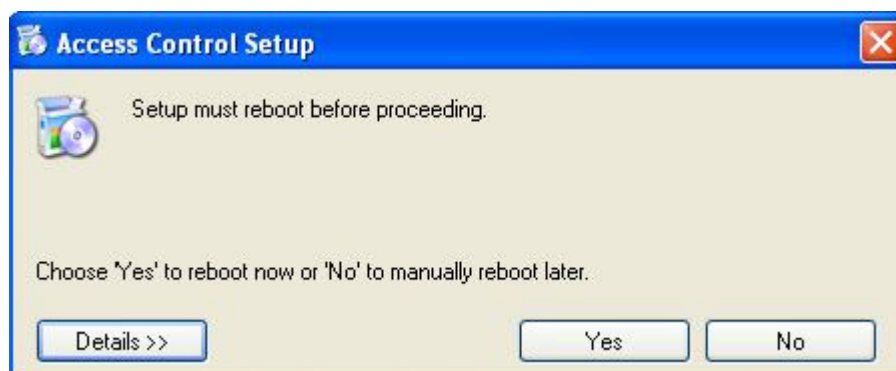 Access Control Setup
Setup must reboot before proceeding.
Choose 'Yes' to reboot now or 'No' to manually reboot later.
Details >>
Yes
No